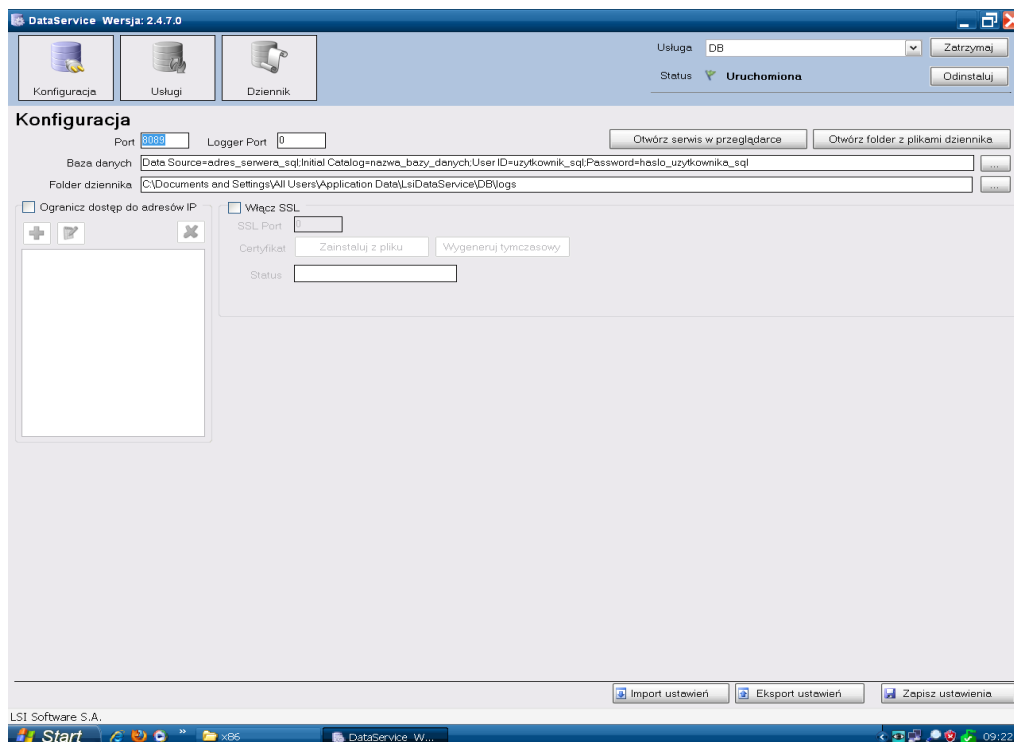 DataService Wersja: 2.4.7.0
Usługa DB Zatrzymaj
Status Uruchomiona Odinstaluj
Konfiguracja Usługi Dziennik
Konfiguracja
Port 8089 Logger Port 0 Otwórz serwis w przeglądarce Otwórz folder z plikami dziennika
Baza danych Data Source=adres_serwera_sql;Initial Catalog=nazwa_bazy_danych;User ID=uzytkownik_sql;Password=haslo_uzytkownika_sql ...
Folder dziennika C:\Documents and Settings\All Users\Application Data\LsiDataService\DB\logs ...
Ogranicz dostęp do adresów IP Włącz SSL
SSL Port 0
Certyfikat Zainstaluj z pliku Wygeneruj tymczasowy
Status
Import ustawień Eksport ustawień Zapisz ustawienia
LSI Software S.A.
Start x86 DataService W... 09:22